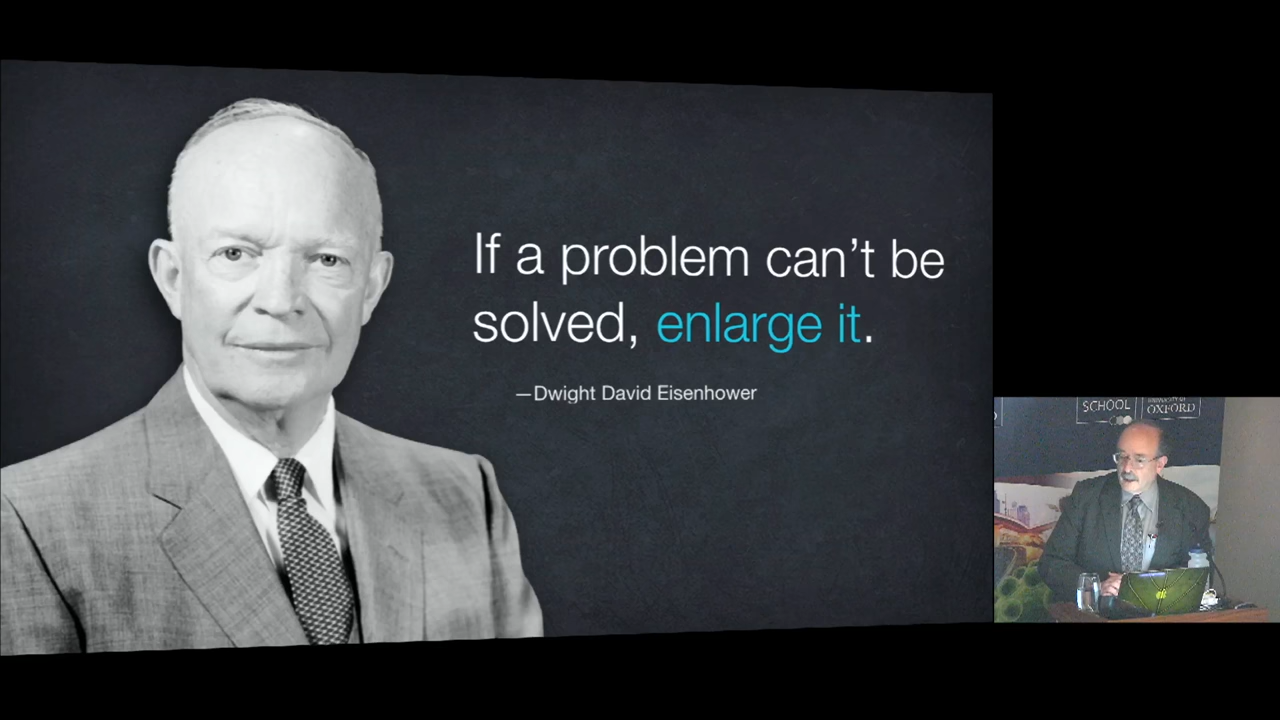 If a problem can't be
solved, enlarge it.
—Dwight David Eisenhower
SCHOOL
OXFORD